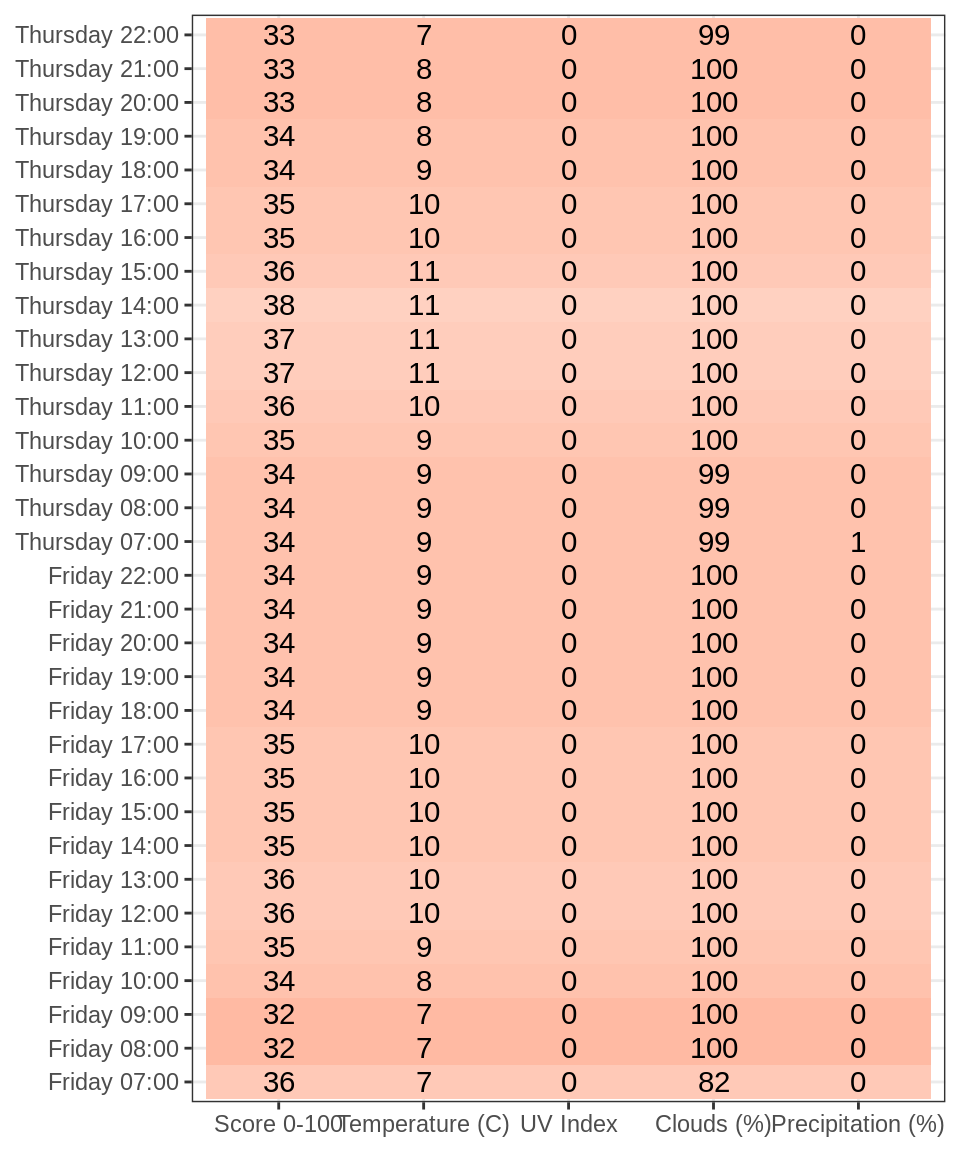 Thursday 22:00 33 7 0 99 0
Thursday 21:00 33 8 0 100 0
Thursday 20:00 33 8 0 100 0
Thursday 19:00 34 8 0 100 0
Thursday 18:00 34 9 0 100 0
Thursday 17:00 35 10 0 100 0
Thursday 16:00 35 10 0 100 0
Thursday 15:00 36 11 0 100 0
Thursday 14:00 38 11 0 100 0
Thursday 13:00 37 11 0 100 0
Thursday 12:00 37 11 0 100 0
Thursday 11:00 36 10 0 100 0
Thursday 10:00 35 9 0 100 0
Thursday 09:00 34 9 0 99 0
Thursday 08:00 34 9 0 99 0
Thursday 07:00 34 9 0 99 1
Friday 22:00 34 9 0 100 0
Friday 21:00 34 9 0 100 0
Friday 20:00 34 9 0 100 0
Friday 19:00 34 9 0 100 0
Friday 18:00 34 9 0 100 0
Friday 17:00 35 10 0 100 0
Friday 16:00 35 10 0 100 0
Friday 15:00 35 10 0 100 0
Friday 14:00 35 10 0 100 0
Friday 13:00 36 10 0 100 0
Friday 12:00 36 10 0 100 0
Friday 11:00 35 9 0 100 0
Friday 10:00 34 8 0 100 0
Friday 09:00 32 7 0 100 0
Friday 08:00 32 7 0 100 0
Friday 07:00 36 7 0 82 0
Score 0-100 Temperature (C) UV Index Clouds (%) Precipitation (%)